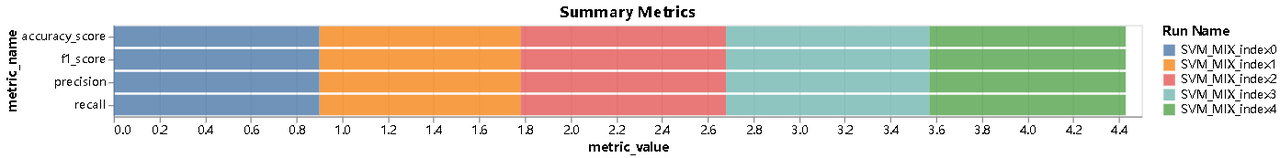 Summary Metrics
metric_name
accuracy_score
f1_score
precision
recall
0.0 0.2 0.4 0.6 0.8 1.0 1.2 1.4 1.6 1.8 2.0 2.2 2.4 2.6 2.8 3.0 3.2 3.4 3.6 3.8 4.0 4.2 4.4
metric_value
Run Name
SVM_MIX_index0
SVM_MIX_index1
SVM_MIX_index2
SVM_MIX_index3
SVM_MIX_index4